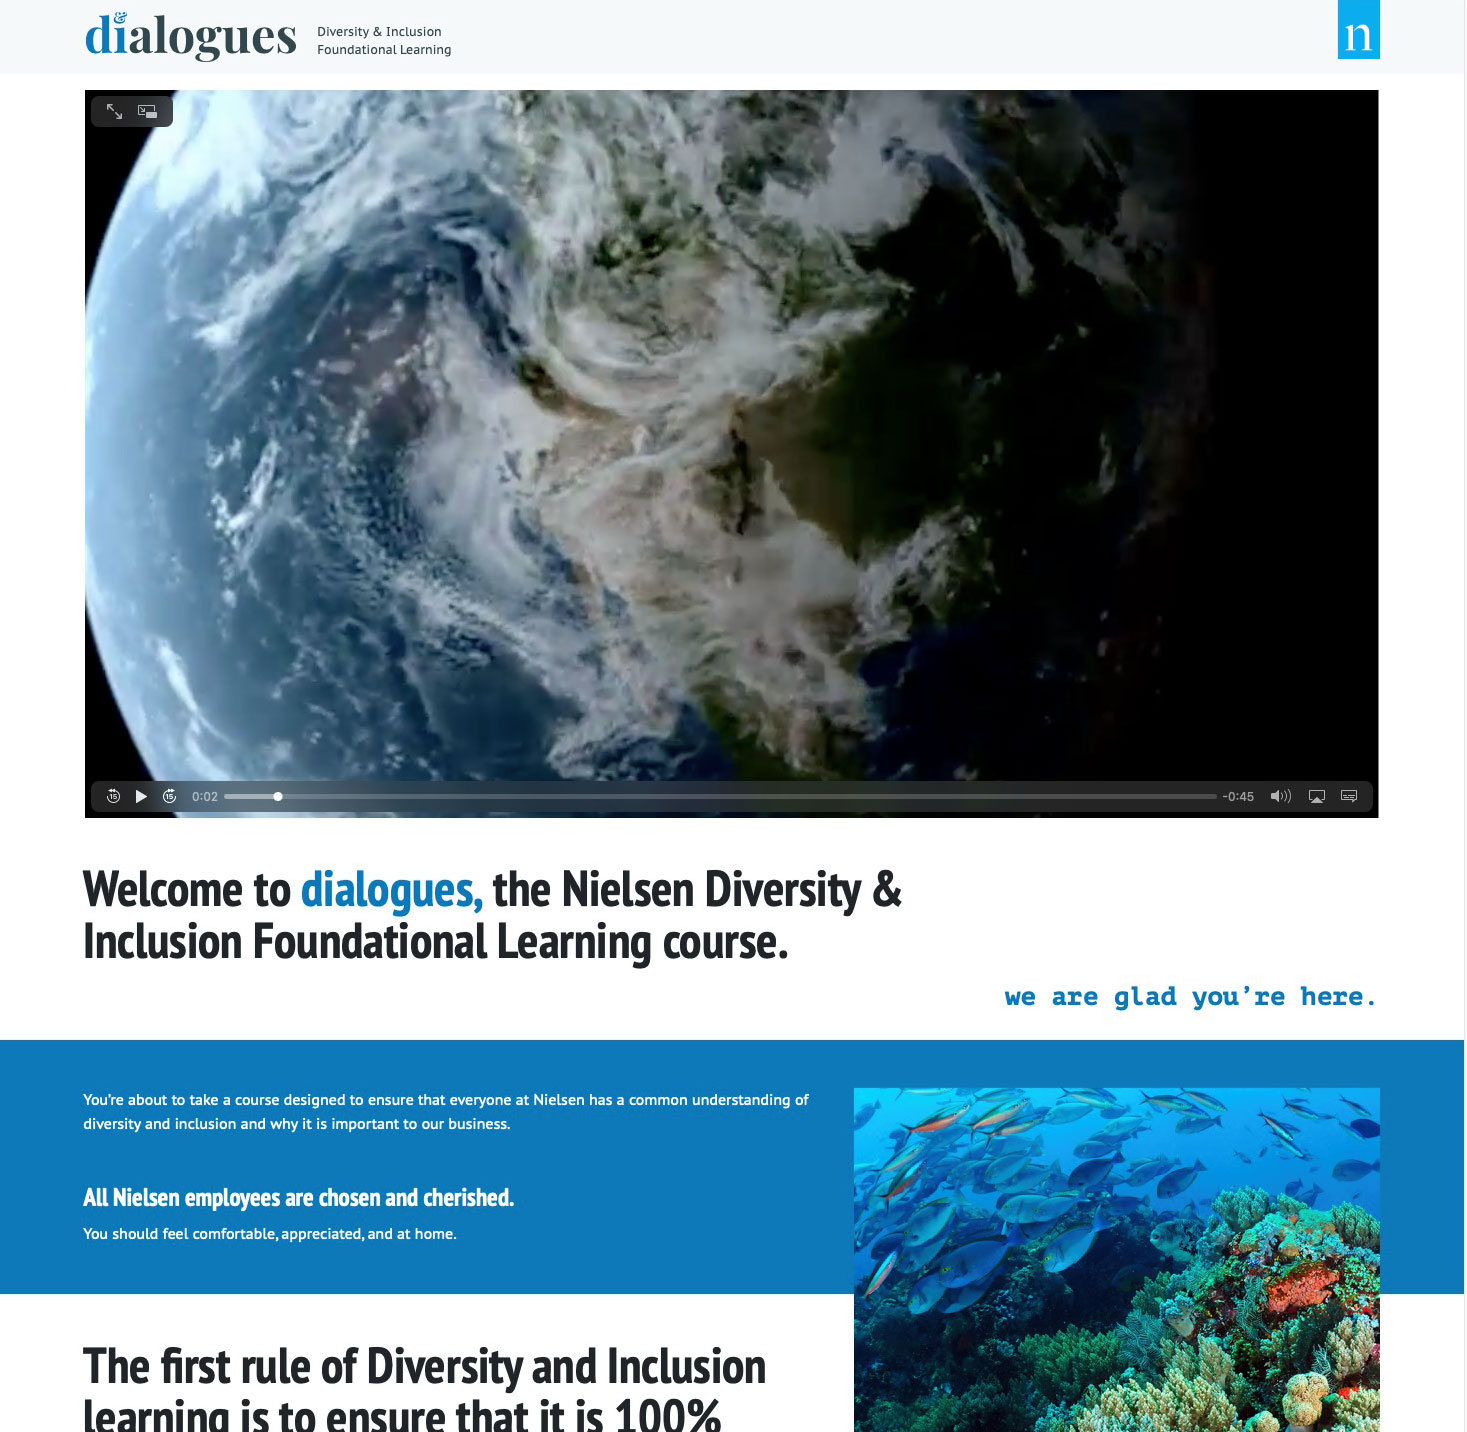 dialogues
&
Diversity & Inclusion
Foundational Learning
n
15
15
0:02
-0:45
Welcome to dialogues, the Nielsen Diversity &
Inclusion Foundational Learning course.
we are glad you’re here.
You’re about to take a course designed to ensure that everyone at Nielsen has a common understanding of
diversity and inclusion and why it is important to our business.
All Nielsen employees are chosen and cherished.
You should feel comfortable, appreciated, and at home.
The first rule of Diversity and Inclusion
learning is to ensure that it is 100%